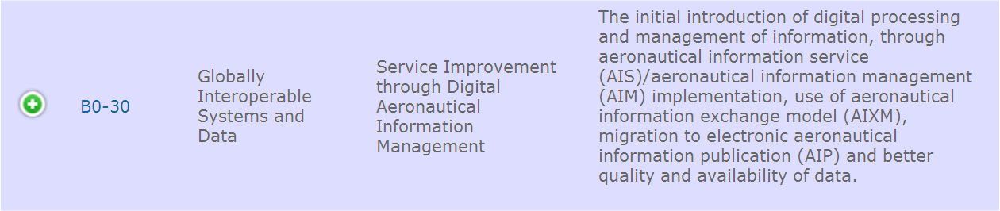 B0-30
Globally
Interoperable
Systems and
Data
Service Improvement
through Digital
Aeronautical
Information
Management
The initial introduction of digital processing
and management of information, through
aeronautical information service
(AIS)/aeronautical information management
(AIM) implementation, use of aeronautical
information exchange model (AIXM),
migration to electronic aeronautical
information publication (AIP) and better
quality and availability of data.